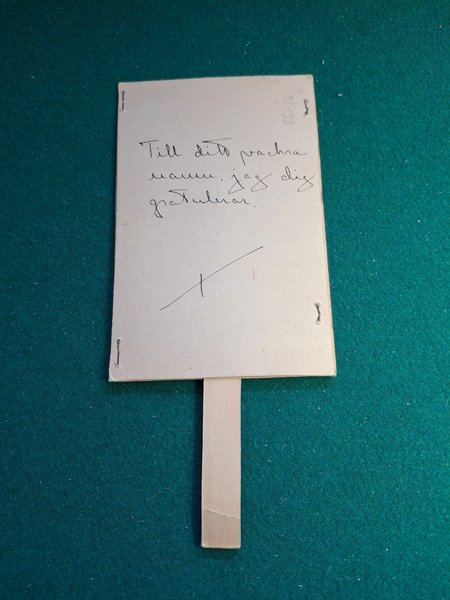 Till ditt vackra
namn, jag dig
gratulerar.